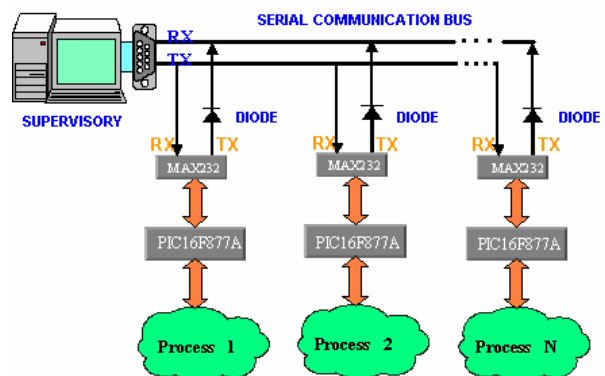 SERIAL COMMUNICATION BUS
RX
TX
SUPERVISORY
DIODE DIODE DIODE
RX TX RX TX RX TX
MAX232 MAX232 MAX232
PIC16F877A PIC16F877A PIC16F877A
Process 1 Process 2 Process N